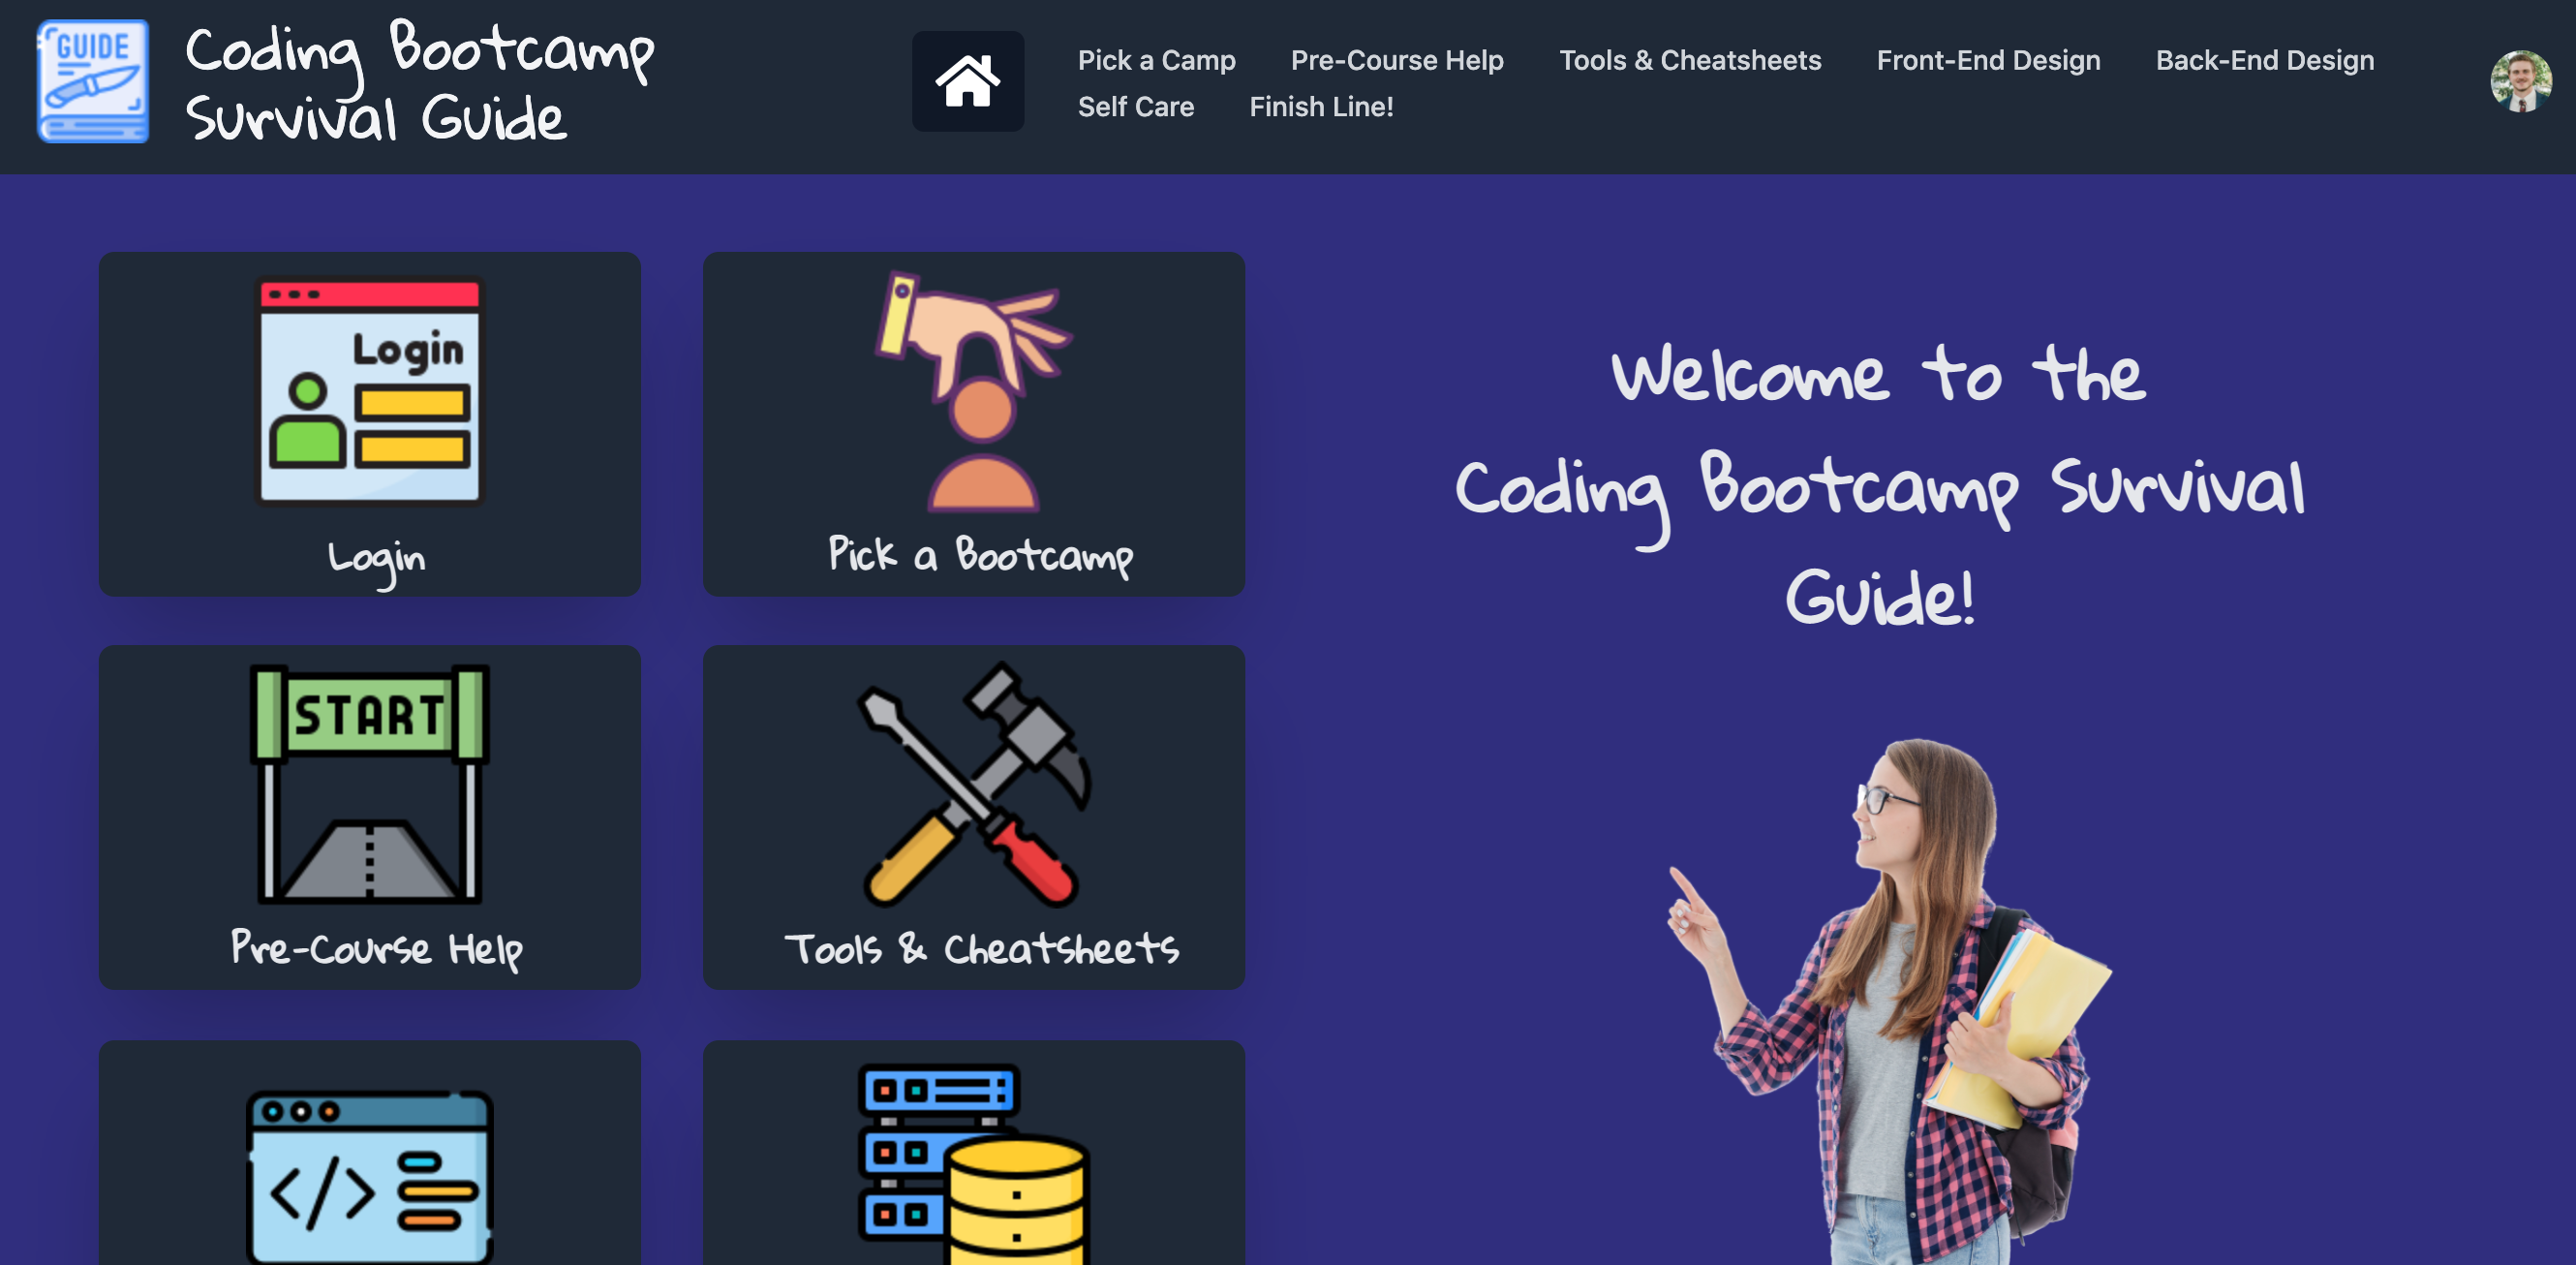 GUIDE
Coding Bootcamp
Survival Guide
Pick a Camp Pre-Course Help Tools & Cheatsheets Front-End Design Back-End Design
Self Care Finish Line!
Login
Login
Pick a Bootcamp
START
Pre-Course Help
Tools & Cheatsheets
</>
Welcome to the
Coding Bootcamp Survival
Guide!